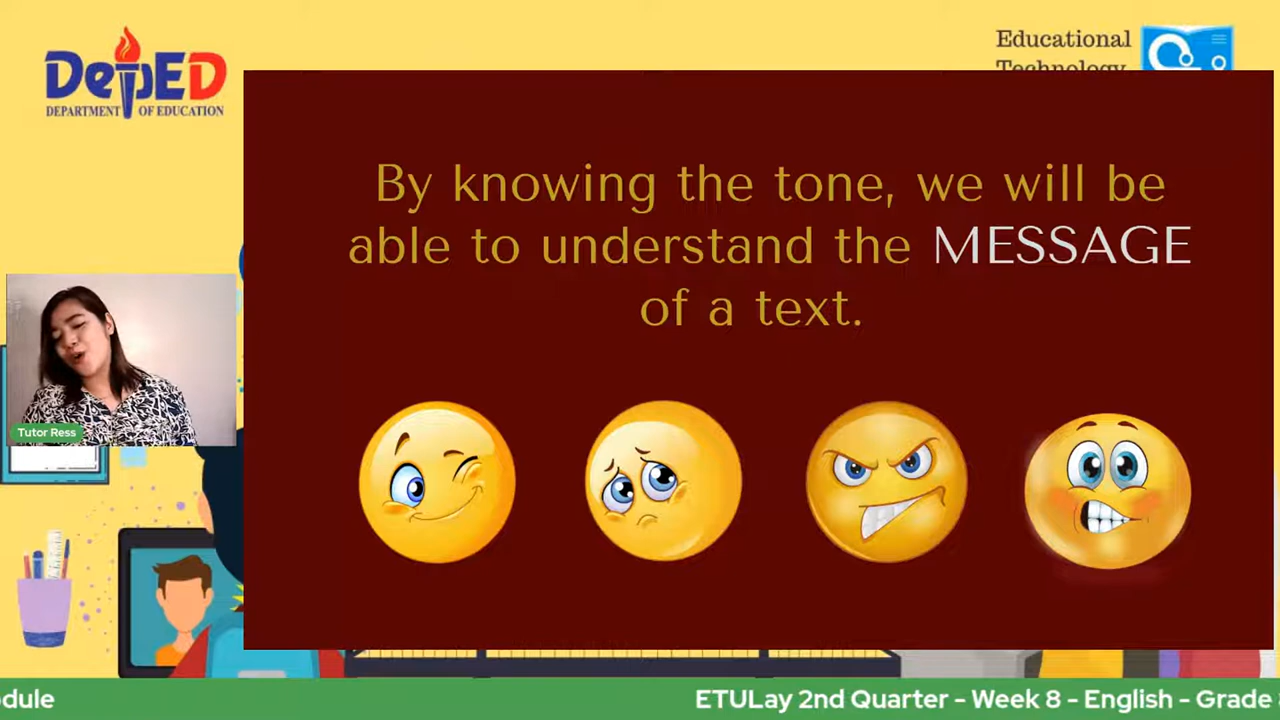 DepED
DEPARTMENT OF EDUCATION
Educational
Technology
By knowing the tone, we will be
able to understand the MESSAGE
of a text.
Tutor Ress
ETULay 2nd Quarter - Week 8 - English - Grade